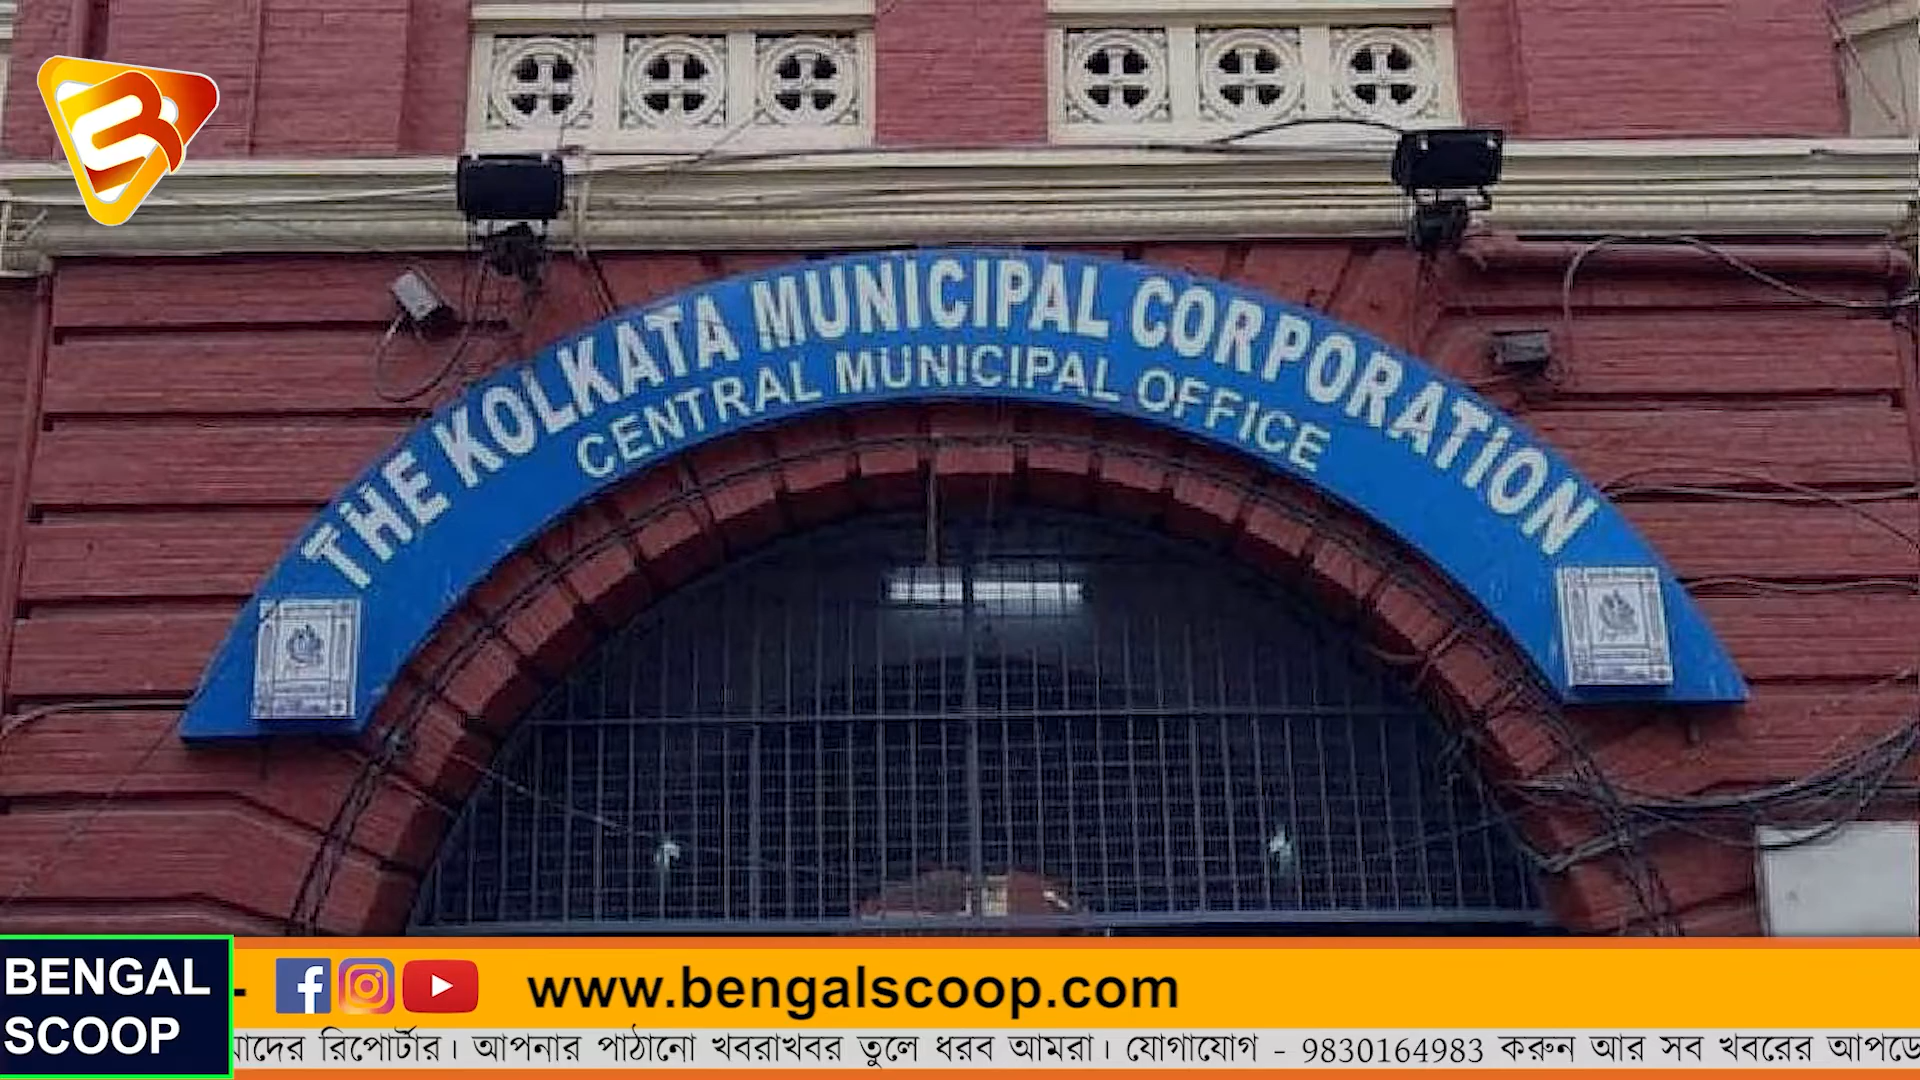 THE KOLKATA MUNICIPAL CORPORATION
CENTRAL MUNICIPAL OFFICE
BENGAL
SCOOP
www.bengalscoop.com
রিপোর্টার। আপনার পাঠানো খবরাখবর তুলে ধরব আমরা। যোগাযোগ - 9830164983 করুন আর সব খবরের